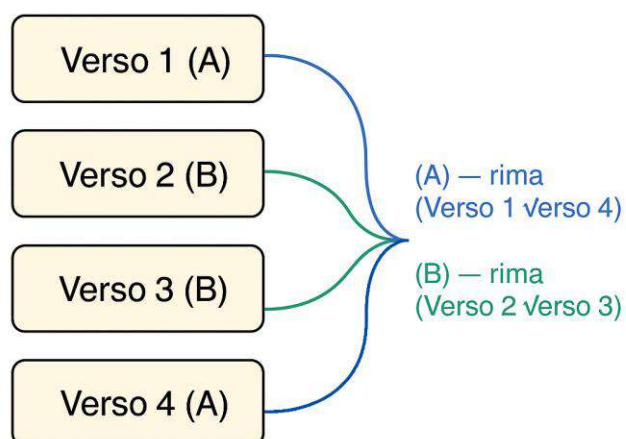 Verso 1 (A)
Verso 2 (B)
Verso 3 (B)
Verso 4 (A)
(A) — rima
(Verso 1 √erso 4)
(B) — rima
(Verso 2 √erso 3)